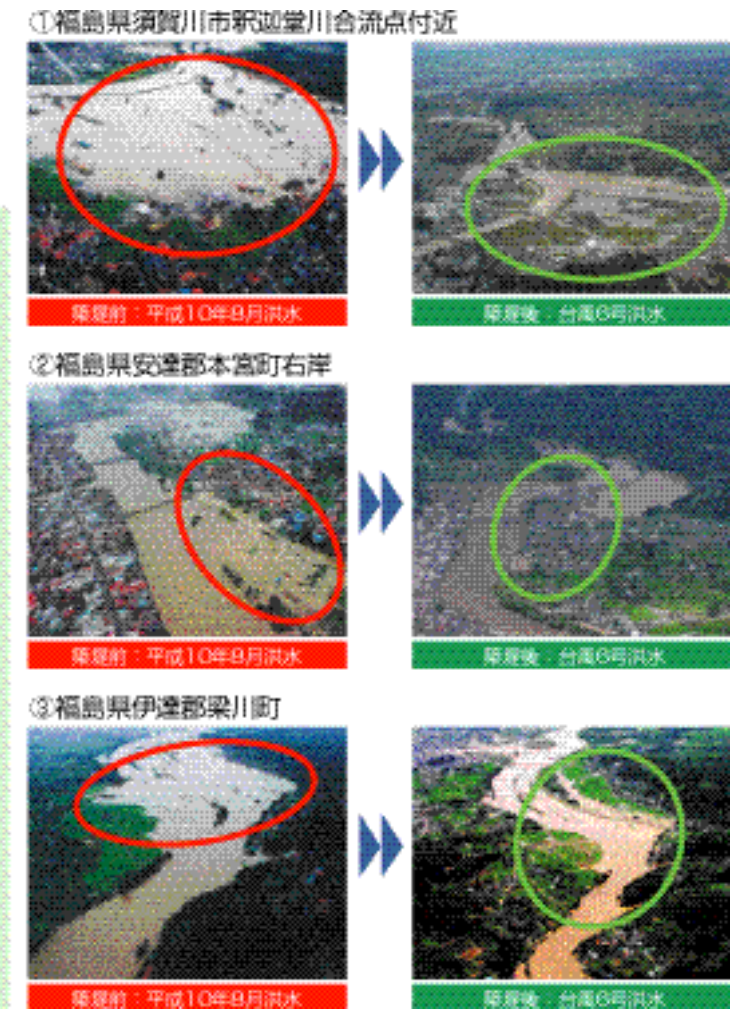 ①福島県須賀川市釈迦堂川合流点付近
築堤前：平成10年8月洪水
築堤後：台風6号洪水
②福島県安達郡本宮町右岸
築堤前：平成10年8月洪水
築堤後：台風6号洪水
③福島県伊達郡梁川町
築堤前：平成10年8月洪水
築堤後：台風6号洪水